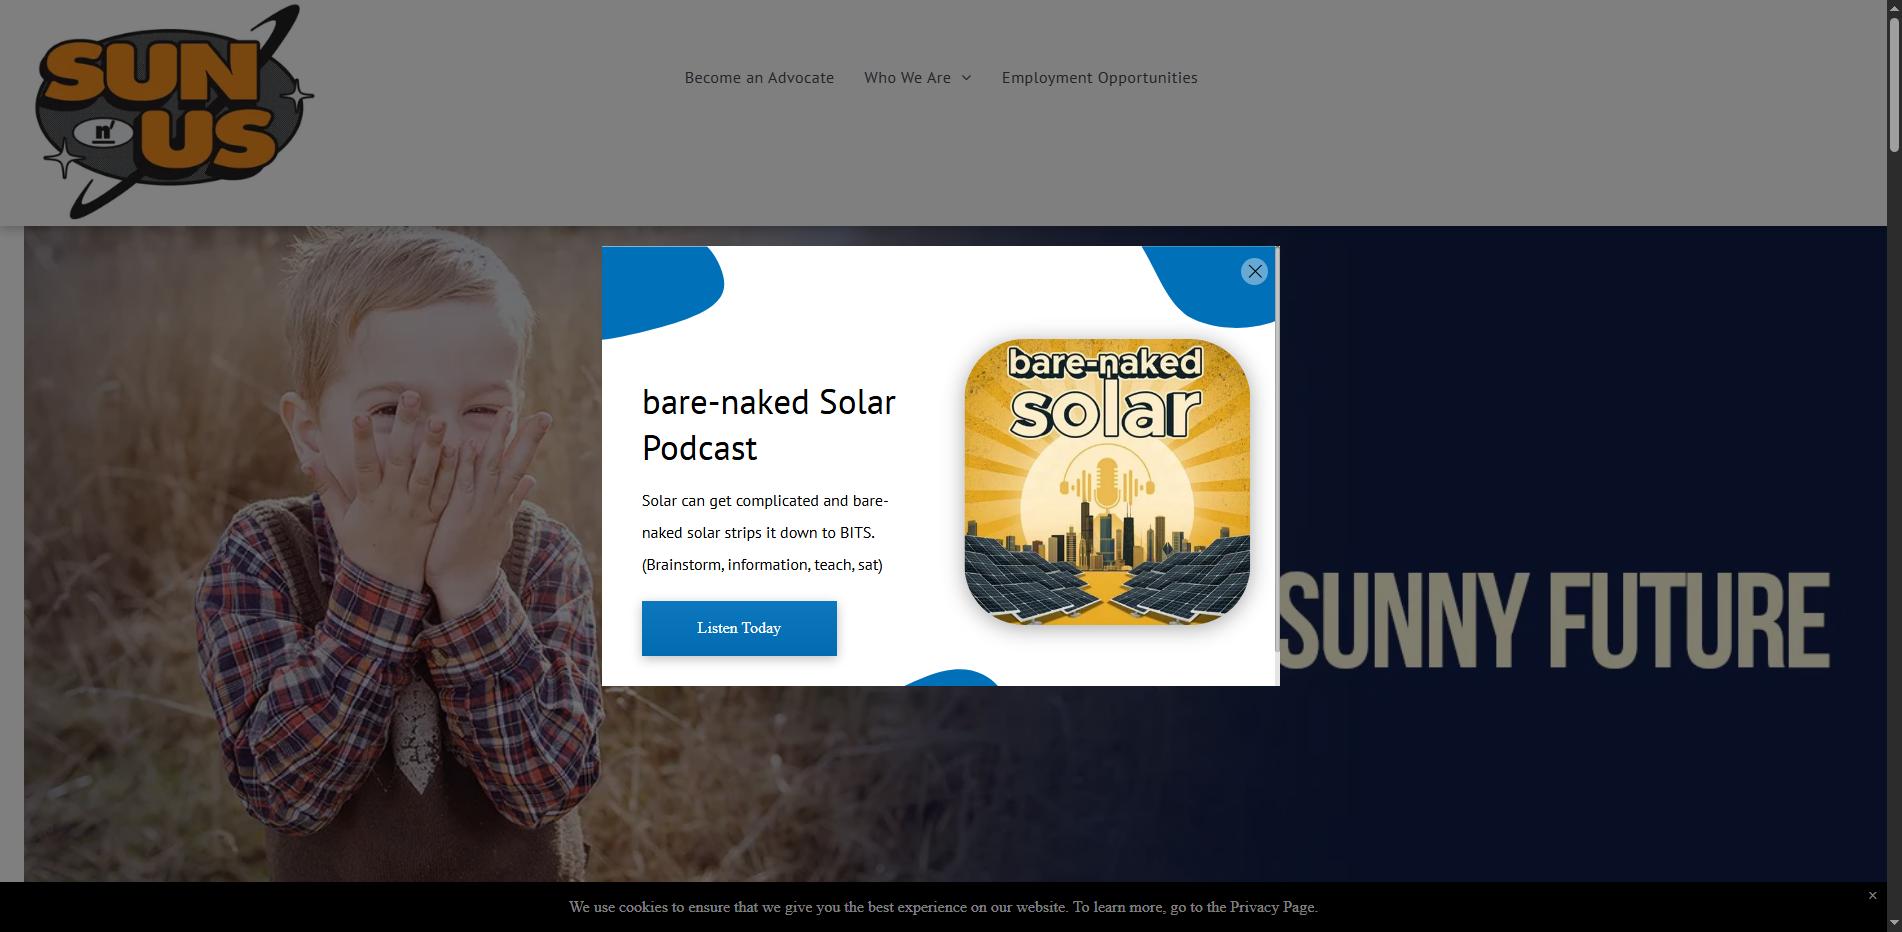 SUN
n'
US
Become an Advocate
Who We Are
Employment Opportunities
bare-naked Solar
Podcast
Solar can get complicated and bare-
naked solar strips it down to BITS.
(Brainstorm, information, teach, sat)
Listen Today
bare-naked
solar
SUNNY FUTURE
We use cookies to ensure that we give you the best experience on our website. To learn more, go to the Privacy Page.